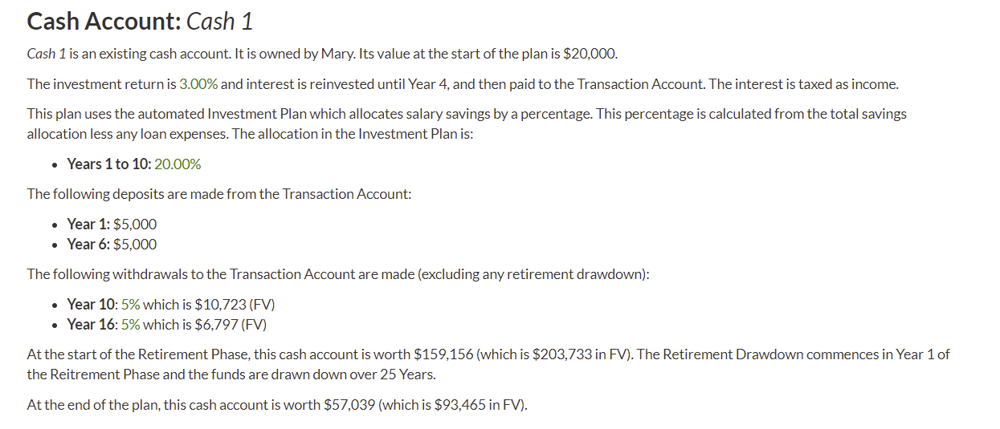 Cash Account: Cash 1
Cash 1 is an existing cash account. It is owned by Mary. Its value at the start of the plan is $20,000.
The investment return is 3.00% and interest is reinvested until Year 4, and then paid to the Transaction Account. The interest is taxed as income.
This plan uses the automated Investment Plan which allocates salary savings by a percentage. This percentage is calculated from the total savings
allocation less any loan expenses. The allocation in the Investment Plan is:
• Years 1 to 10: 20.00%
The following deposits are made from the Transaction Account:
• Year 1: $5,000
• Year 6: $5,000
The following withdrawals to the Transaction Account are made (excluding any retirement drawdown):
• Year 10: 5% which is $10,723 (FV)
• Year 16: 5% which is $6,797 (FV)
At the start of the Retirement Phase, this cash account is worth $159,156 (which is $203,733 in FV). The Retirement Drawdown commences in Year 1 of
the Reitrement Phase and the funds are drawn down over 25 Years.
At the end of the plan, this cash account is worth $57,039 (which is $93,465 in FV).